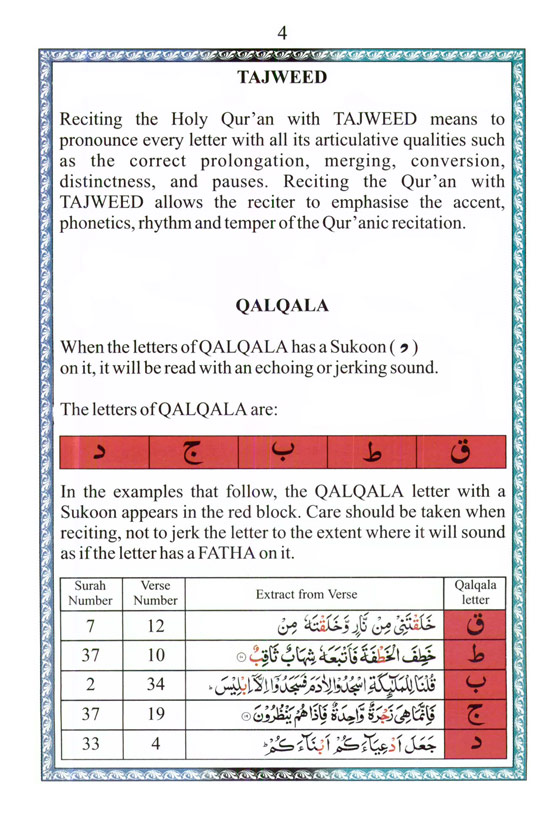 4
TAJWEED
Reciting the Holy Qur'an with TAJWEED means to
pronounce every letter with all its articulative qualities such
as the correct prolongation, merging, conversion,
distinctness, and pauses. Reciting the Qur'an with
TAJWEED allows the reciter to emphasise the accent,
phonetics, rhythm and temper of the Qur'anic recitation.
QALQALA
When the letters of QALQALA has a Sukoon ( ْ )
on it, it will be read with an echoing or jerking sound.
The letters of QALQALA are:
ق ط ب ج د
In the examples that follow, the QALQALA letter with a
Sukoon appears in the red block. Care should be taken when
reciting, not to jerk the letter to the extent where it will sound
as if the letter has a FATHA on it.
Surah Number Verse Number Extract from Verse Qalqala letter
7 12 خَلَقْتَنِیْ مِنْ نَّارٍ وَّخَلَقْتَهٗ مِنْ ق
37 10 خَطِفَ الْخَطْفَةَ فَاَتْبَعَهٗ شِهَابٌ ثَاقِبٌ ۝۱۰ ط
2 34 قُلْنَا لِلْمَلٰٓئِكَةِ اسْجُدُوْا لِاٰدَمَ فَسَجَدُوْۤا اِلَّاۤ اِبْلِیْسَ ب
37 19 فَاِنَّمَا هِیَ زَجْرَةٌ وَّاحِدَةٌ فَاِذَا هُمْ یَنْظُرُوْنَ ۝۱۹ ج
33 4 جَعَلَ اَدْعِیَآءَكُمْ اَبْنَآءَكُمْ ؕ د